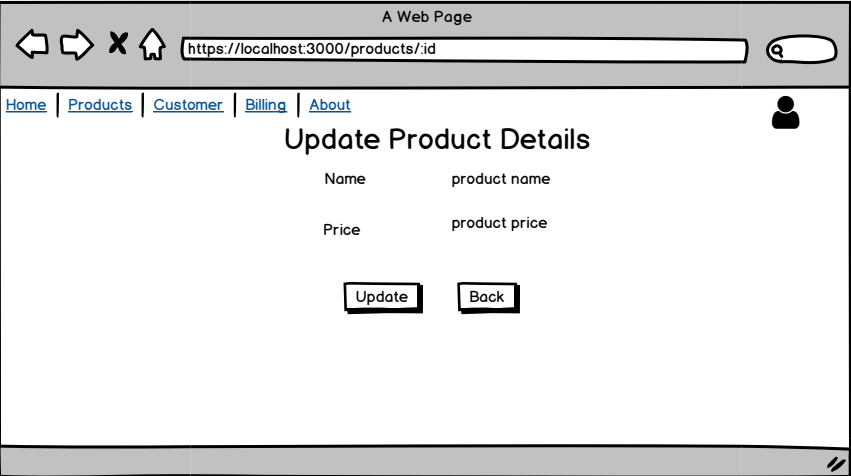 A Web Page
https://localhost:3000/products/:id
Home Products Customer Billing About
Update Product Details
Name product name
Price product price
Update Back